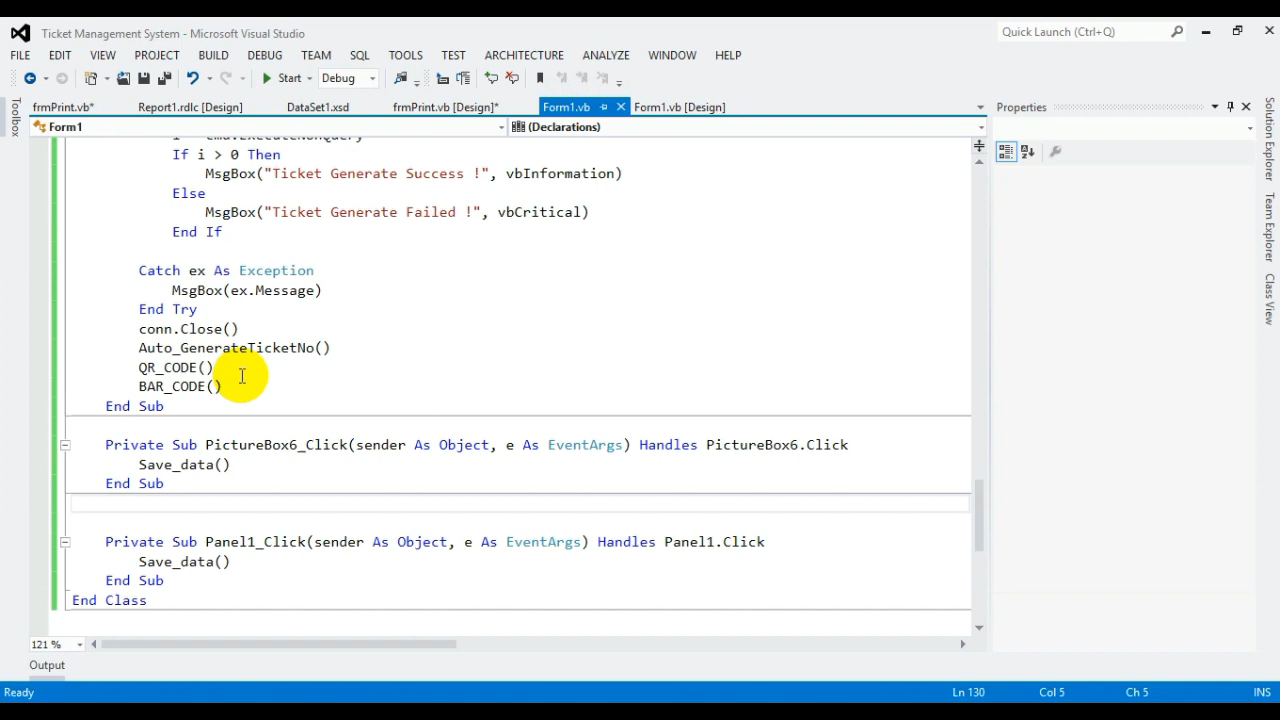 Ticket Management System - Microsoft Visual Studio
Quick Launch (Ctrl+Q)
FILE EDIT VIEW PROJECT BUILD DEBUG TEAM SQL TOOLS TEST ARCHITECTURE ANALYZE WINDOW HELP
Start Debug
Toolbox
frmPrint.vb* Report1.rdlc [Design] DataSet1.xsd frmPrint.vb [Design]* Form1.vb Form1.vb [Design]
Properties
Form1 (Declarations)
i = cmd.ExecuteNonQuery
If i > 0 Then
MsgBox("Ticket Generate Success !", vbInformation)
Else
MsgBox("Ticket Generate Failed !", vbCritical)
End If
Catch ex As Exception
MsgBox(ex.Message)
End Try
conn.Close()
Auto_GenerateTicketNo()
QR_CODE()
BAR_CODE()
End Sub
Private Sub PictureBox6_Click(sender As Object, e As EventArgs) Handles PictureBox6.Click
Save_data()
End Sub
Private Sub Panel1_Click(sender As Object, e As EventArgs) Handles Panel1.Click
Save_data()
End Sub
End Class
121 %
Output
Ready Ln 130 Col 5 Ch 5 INS
Solution Explorer
Team Explorer
Class View